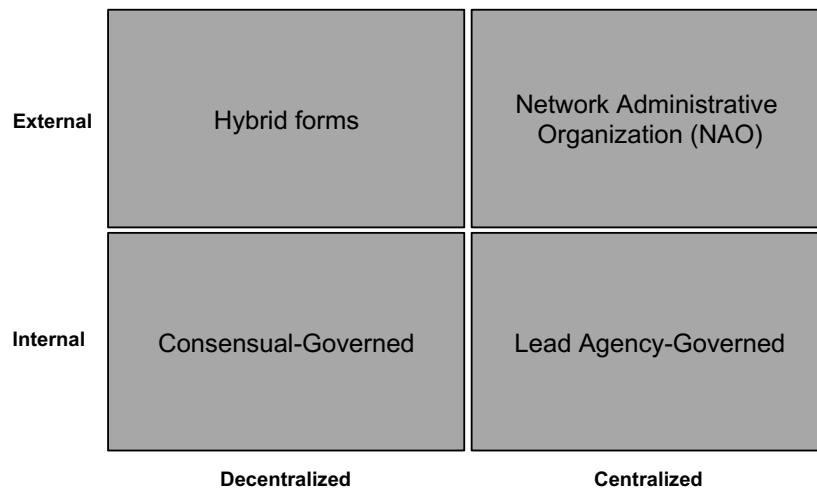 External
Hybrid forms
Network Administrative
Organization (NAO)
Internal
Consensual-Governed
Lead Agency-Governed
Decentralized
Centralized